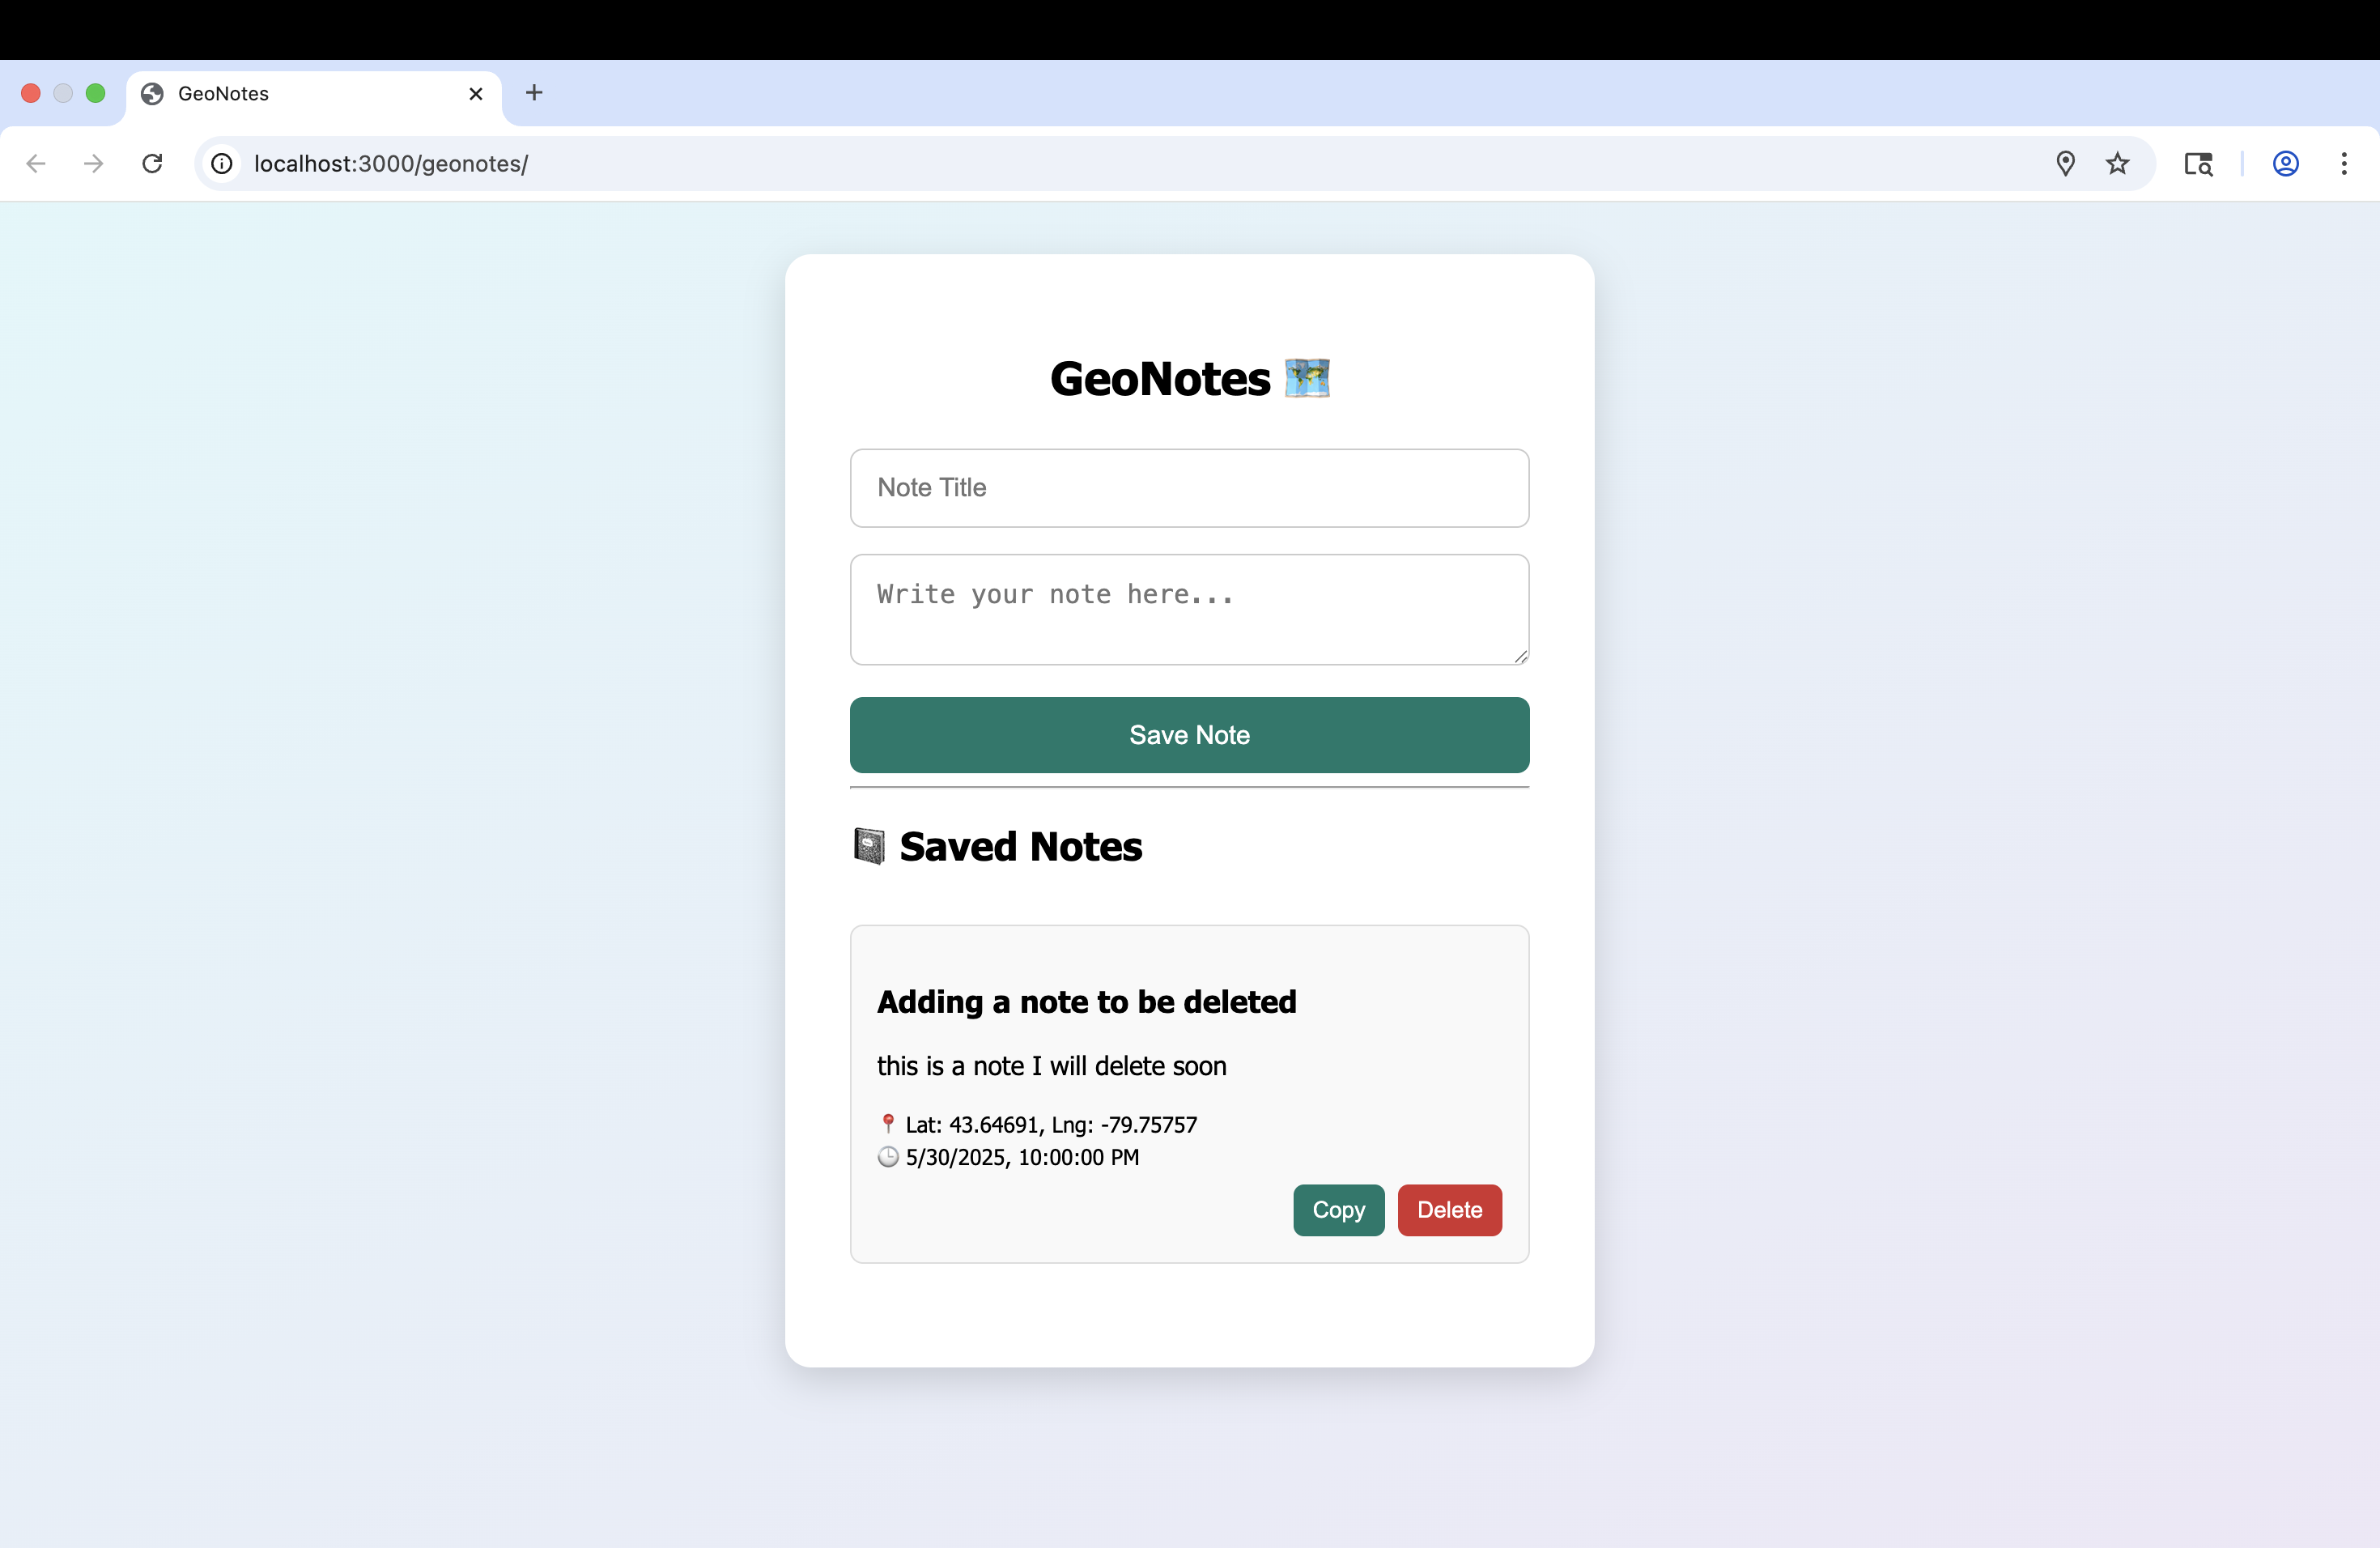 GeoNotes
localhost:3000/geonotes/
GeoNotes 🗺️
Note Title
Write your note here...
Save Note
📓 Saved Notes
Adding a note to be deleted
this is a note I will delete soon
📍 Lat: 43.64691, Lng: -79.75757
🕒 5/30/2025, 10:00:00 PM
Copy Delete